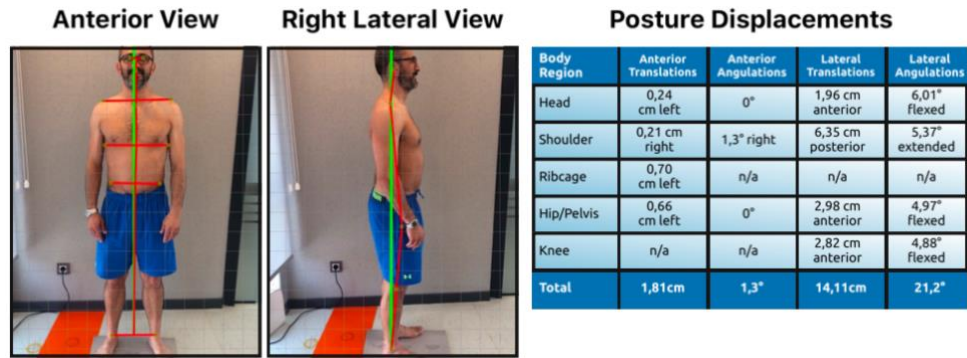 Anterior View
Right Lateral View
Posture Displacements
Body Region
Anterior Translations
Anterior Angulations
Lateral Translations
Lateral Angulations
Head
0,24 cm left
0°
1,96 cm anterior
6,01° flexed
Shoulder
0,21 cm right
1,3° right
6,35 cm posterior
5,37° extended
Ribcage
0,70 cm left
n/a
n/a
n/a
Hip/Pelvis
0,66 cm left
0°
2,98 cm anterior
4,97° flexed
Knee
n/a
n/a
2,82 cm anterior
4,88° flexed
Total
1,81cm
1,3°
14,11cm
21,2°